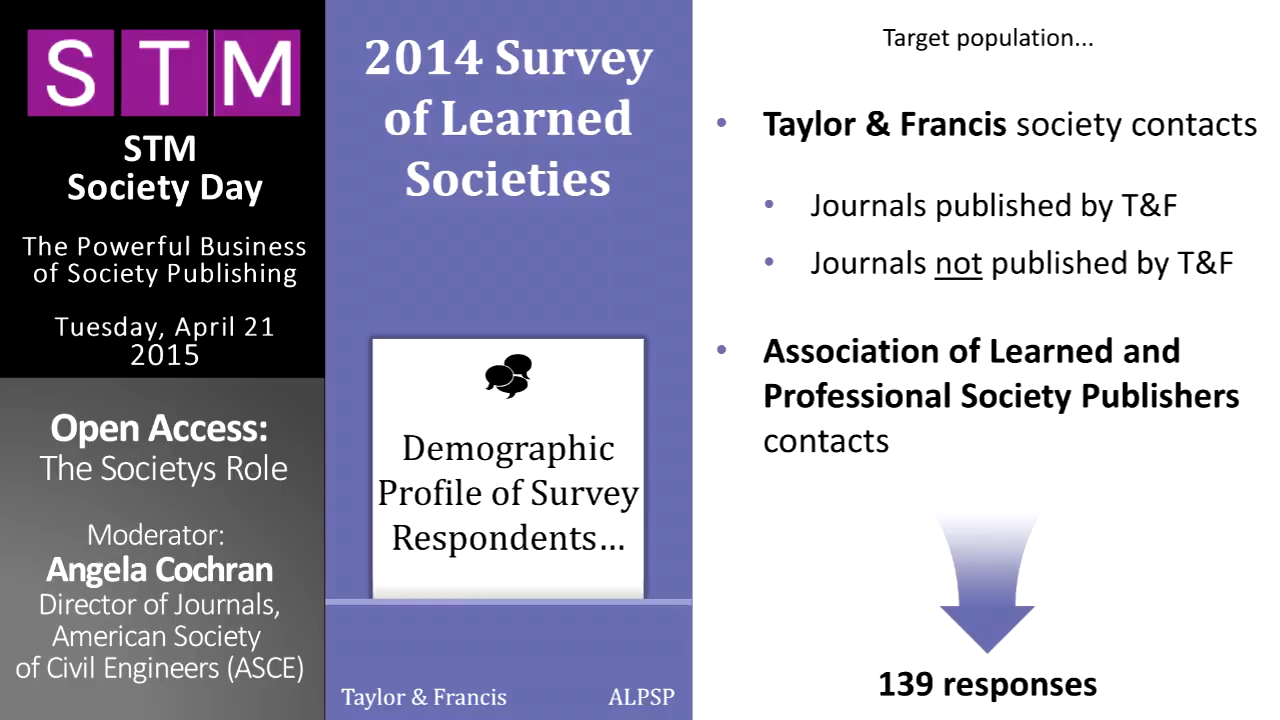 STM
STM
Society Day
The Powerful Business
of Society Publishing
Tuesday, April 21
2015
Open Access:
The Societys Role
Moderator:
Angela Cochran
Director of Journals,
American Society
of Civil Engineers (ASCE)
2014 Survey
of Learned
Societies
Demographic
Profile of Survey
Respondents...
Taylor & Francis ALPSP
Target population...
• Taylor & Francis society contacts
• Journals published by T&F
• Journals not published by T&F
• Association of Learned and
Professional Society Publishers
contacts
139 responses